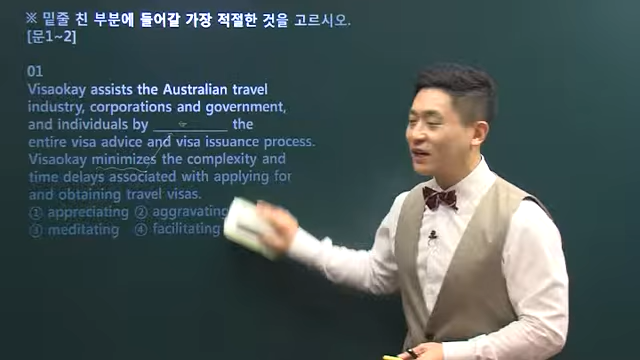 ※ 밑줄 친 부분에 들어갈 가장 적절한 것을 고르시오.
[문1~2]
01
Visaokay assists the Australian travel
industry, corporations and government,
and individuals by ________ the
entire visa advice and visa issuance process.
Visaokay minimizes the complexity and
time delays associated with applying for
and obtaining travel visas.
① appreciating ② aggravating
③ meditating ④ facilitating